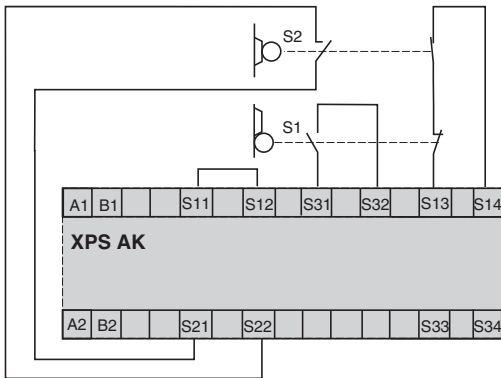 S2
S1
A1 B1 S11 S12 S31 S32 S13 S14
XPS AK
A2 B2 S21 S22 S33 S34